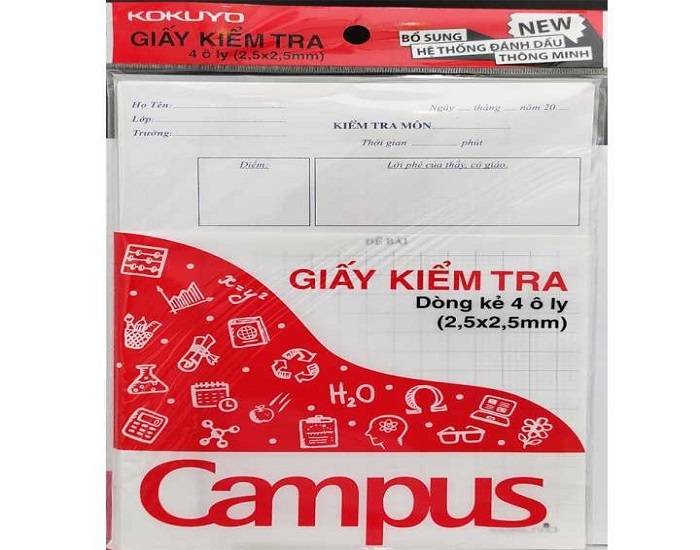 KOKUYO
GIẤY KIỂM TRA
4 ô ly (2,5x2,5mm)
BỔ SUNG
HỆ THỐNG ĐÁNH DẤU
THÔNG MINH
NEW
Họ Tên:
Lớp:
Trường:
Ngày tháng năm 20
KIỂM TRA MÔN
Thời gian phút
Điểm:
Lời phê của thầy, cô giáo.
ĐỀ BÀI
GIẤY KIỂM TRA
Dòng kẻ 4 ô ly
(2,5x2,5mm)
x=y²
H₂O
Campus